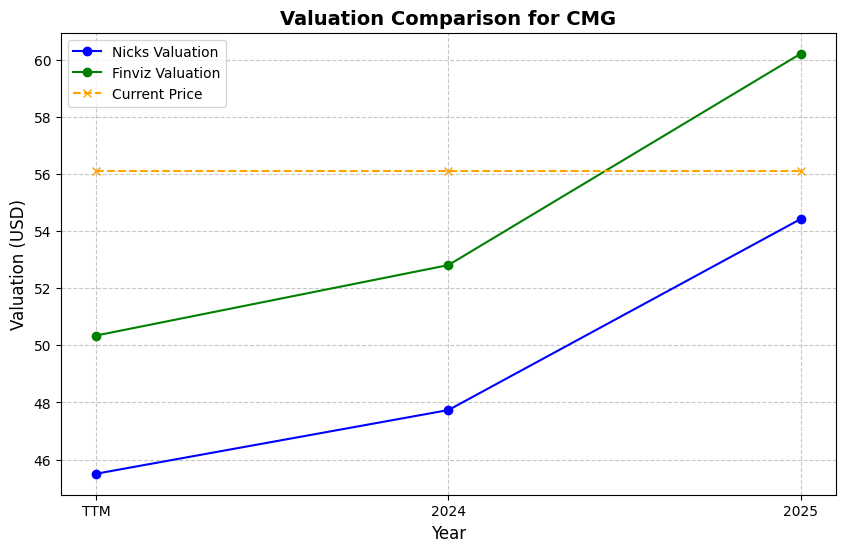 Valuation Comparison for CMG
Nicks Valuation
Finviz Valuation
Current Price
60
58
56
54
52
50
48
46
Valuation (USD)
TTM 2024 2025
Year